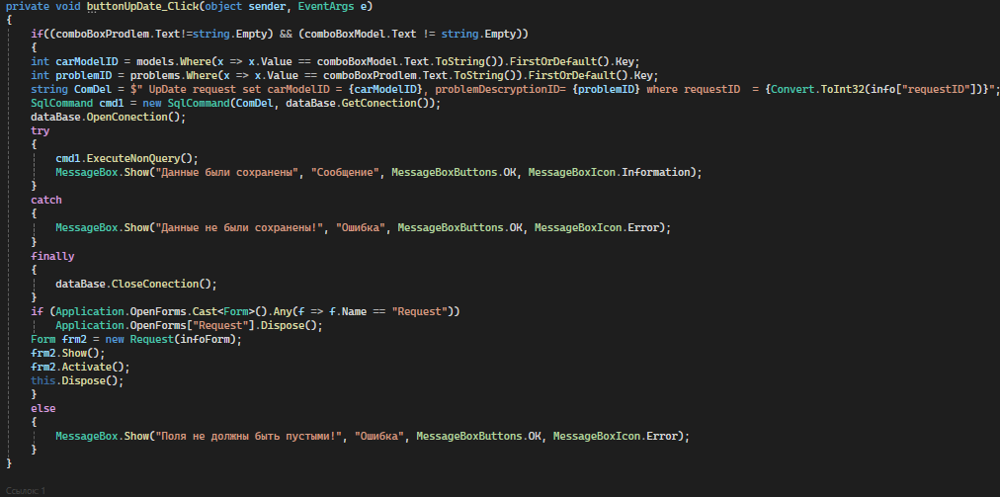 private void buttonUpDate_Click(object sender, EventArgs e)
{
if((comboBoxProdlem.Text!=string.Empty) && (comboBoxModel.Text != string.Empty))
{
int carModelID = models.Where(x => x.Value == comboBoxModel.Text.ToString()).FirstOrDefault().Key;
int problemID = problems.Where(x => x.Value == comboBoxProdlem.Text.ToString()).FirstOrDefault().Key;
string ComDel = $" UpDate request set carModelID = {carModelID}, problemDescryptionID= {problemID} where requestID  = {Convert.ToInt32(info["requestID"])}";
SqlCommand cmd1 = new SqlCommand(ComDel, dataBase.GetConection());
dataBase.OpenConection();
try
{
cmd1.ExecuteNonQuery();
MessageBox.Show("Данные были сохранены", "Сообщение", MessageBoxButtons.OK, MessageBoxIcon.Information);
}
catch
{
MessageBox.Show("Данные не были сохранены!", "Ошибка", MessageBoxButtons.OK, MessageBoxIcon.Error);
}
finally
{
dataBase.CloseConection();
}
if (Application.OpenForms.Cast<Form>().Any(f => f.Name == "Request"))
Application.OpenForms["Request"].Dispose();
Form frm2 = new Request(infoForm);
frm2.Show();
frm2.Activate();
this.Dispose();
}
else
{
MessageBox.Show("Поля не должны быть пустыми!", "Ошибка", MessageBoxButtons.OK, MessageBoxIcon.Error);
}
}
Ссылок: 1